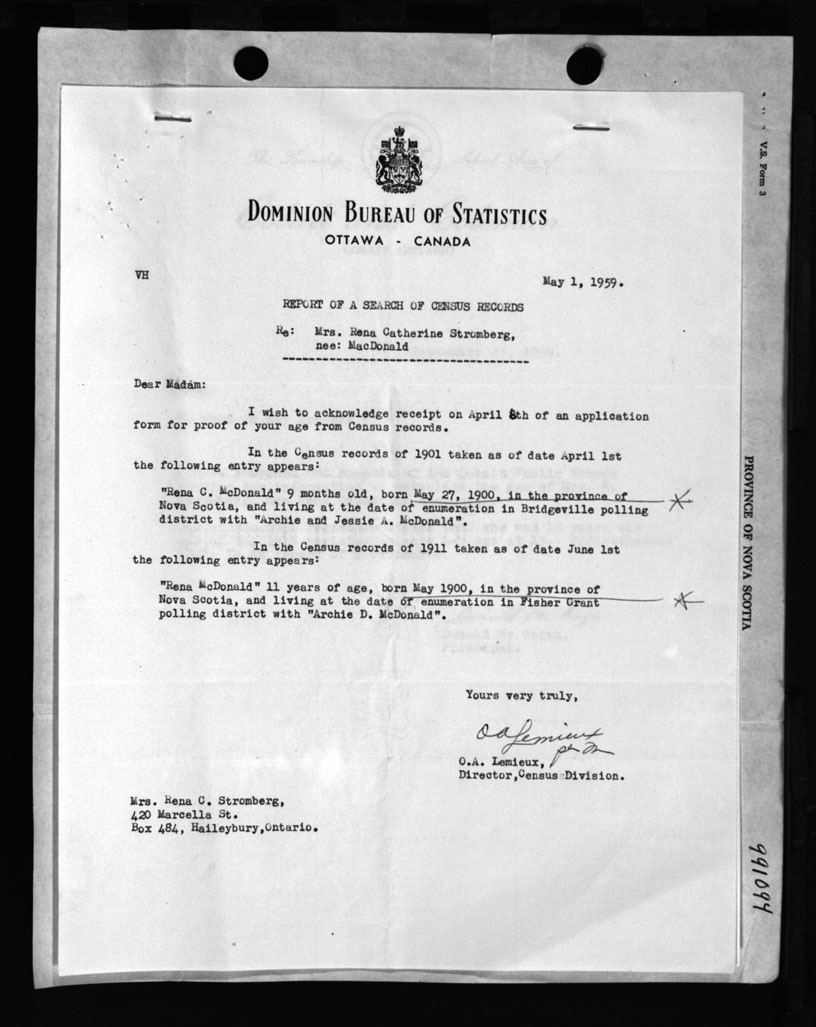 V.S. Form 3
DOMINION BUREAU OF STATISTICS
OTTAWA - CANADA
VH
May 1, 1959.
REPORT OF A SEARCH OF CENSUS RECORDS
Re: Mrs. Rena Catherine Stromberg,
nee: MacDonald
Dear Madam:
I wish to acknowledge receipt on April 8th of an application
form for proof of your age from Census records.
In the Census records of 1901 taken as of date April 1st
the following entry appears:
"Rena C. McDonald" 9 months old, born May 27, 1900, in the province of
Nova Scotia, and living at the date of enumeration in Bridgeville polling
district with "Archie and Jessie A. McDonald".
In the Census records of 1911 taken as of date June 1st
the following entry appears:
"Rena McDonald" 11 years of age, born May 1900, in the province of
Nova Scotia, and living at the date of enumeration in Fisher Grant
polling district with "Archie D. McDonald".
PROVINCE OF NOVA SCOTIA
Donald Mc
Principal.
Yours very truly,
O A Lemieux
per
O.A. Lemieux,
Director,Census Division.
Mrs. Rena C. Stromberg,
420 Marcella St.
Box 484, Haileybury,Ontario.
991094